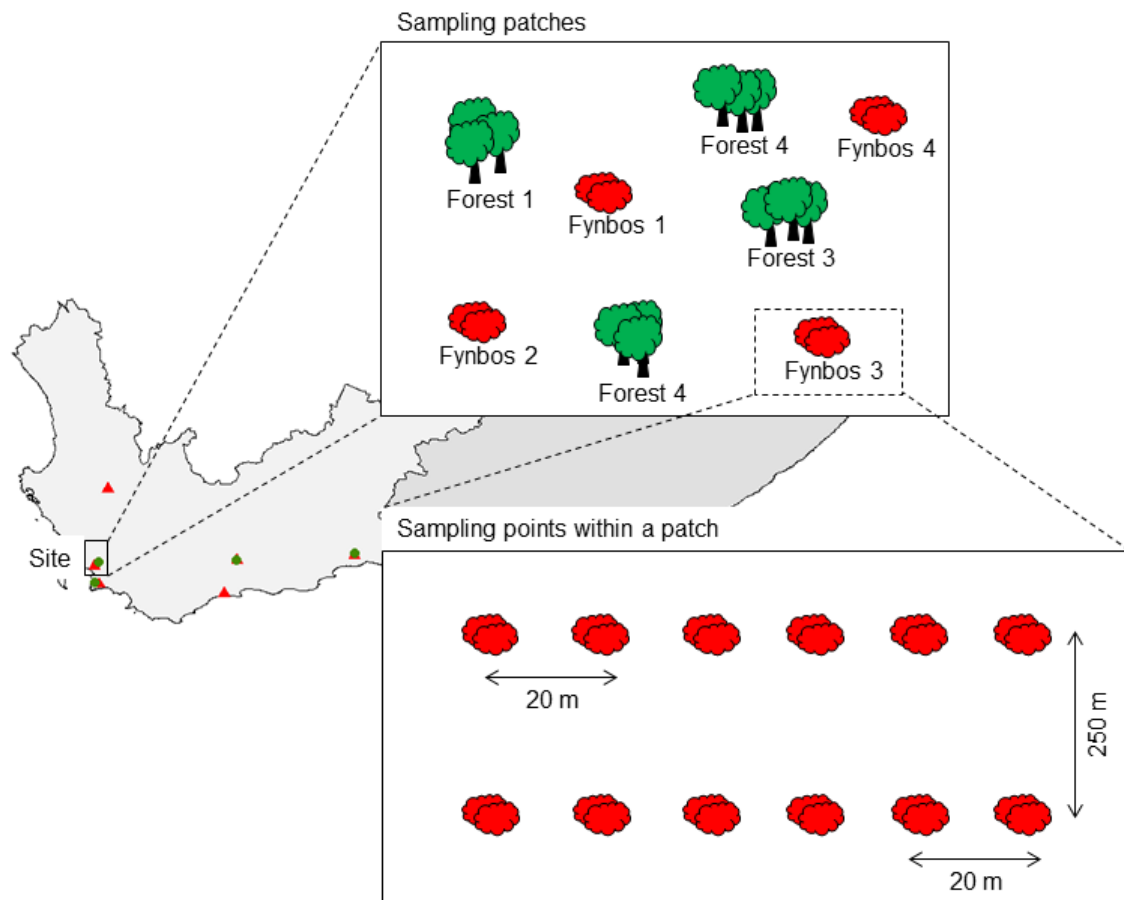 Sampling patches
Forest 1
Forest 4
Fynbos 4
Fynbos 1
Forest 3
Fynbos 2
Forest 4
Fynbos 3
Site
Sampling points within a patch
20 m
250 m
20 m